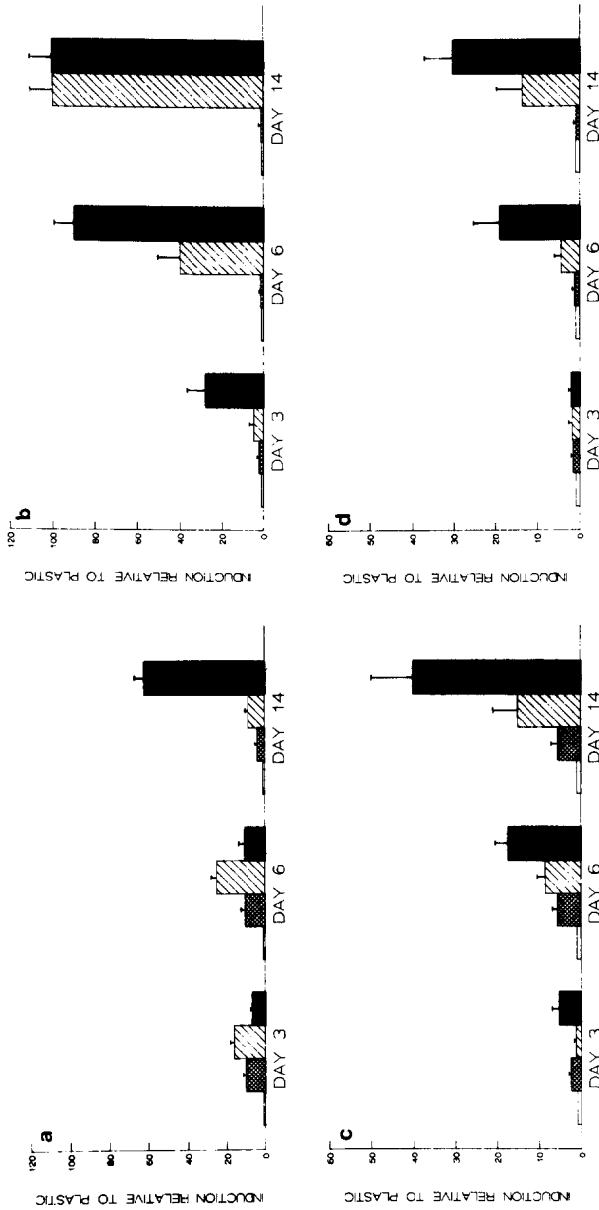 a
INDUCTION RELATIVE TO PLASTIC
120
100
80
60
40
20
0
DAY 3
DAY 6
DAY 14
b
INDUCTION RELATIVE TO PLASTIC
120
100
80
60
40
20
0
DAY 3
DAY 6
DAY 14
c
INDUCTION RELATIVE TO PLASTIC
60
50
40
30
20
10
0
DAY 3
DAY 6
DAY 14
d
INDUCTION RELATIVE TO PLASTIC
60
50
40
30
20
10
0
DAY 3
DAY 6
DAY 14